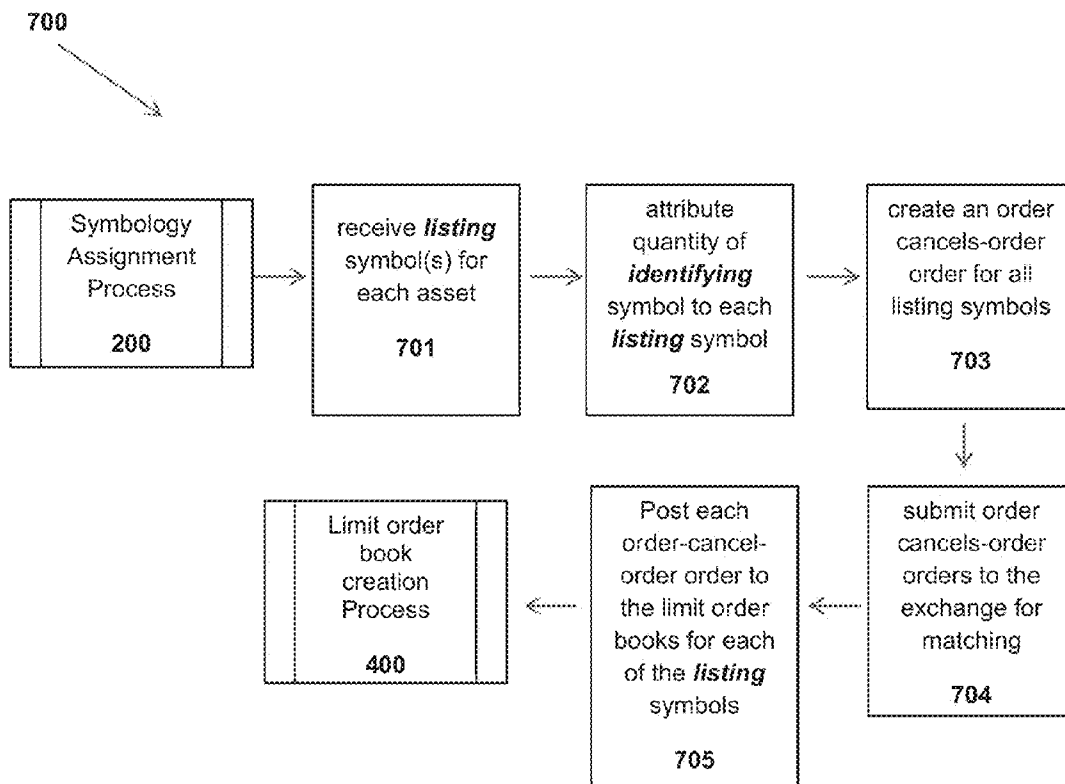 700
Symbology
Assignment
Process
200
receive listing
symbol(s) for
each asset
701
attribute
quantity of
identifying
symbol to each
listing symbol
702
create an order
cancels-order
order for all
listing symbols
703
submit order
cancels-order
orders to the
exchange for
matching
704
Post each
order-cancel-
order order to
the limit order
books for each
of the listing
symbols
705
Limit order
book
creation
Process
400